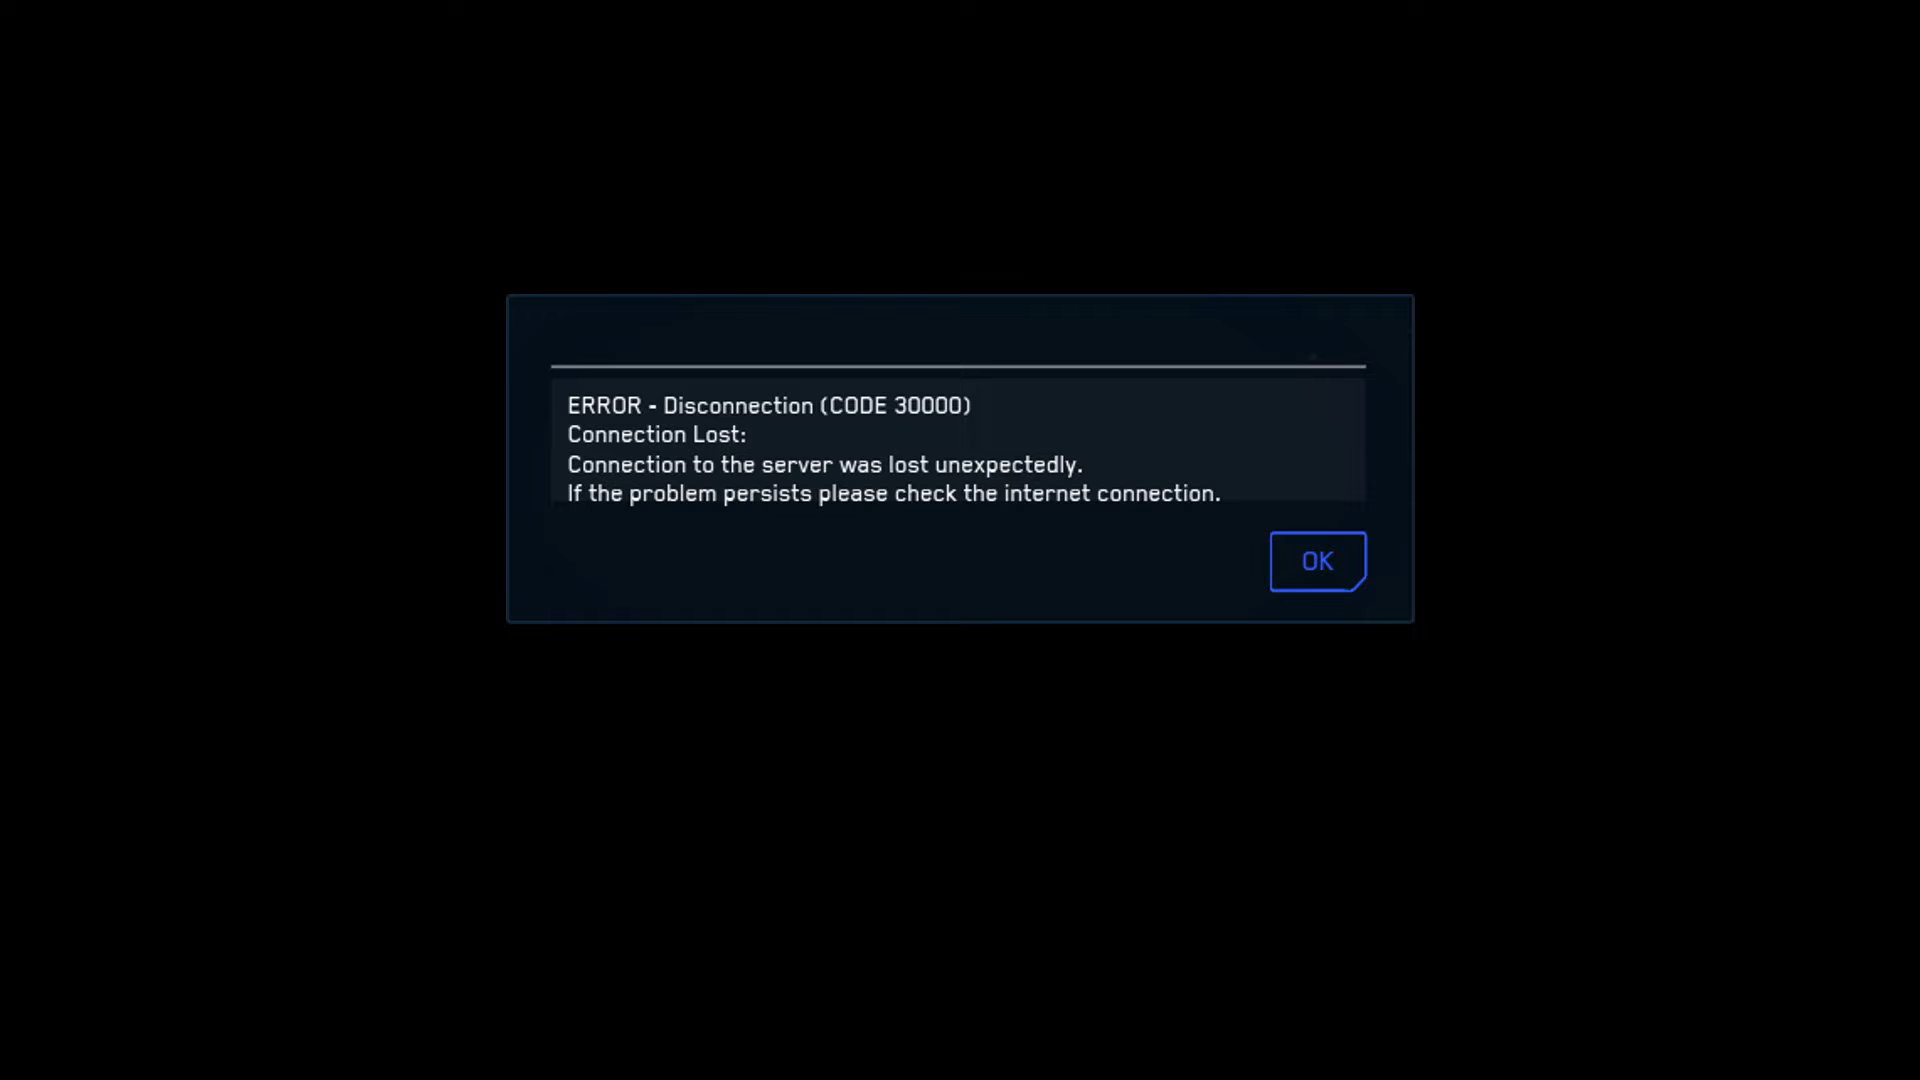 ERROR - Disconnection (CODE 30000)
Connection Lost:
Connection to the server was lost unexpectedly.
If the problem persists please check the internet connection.
OK